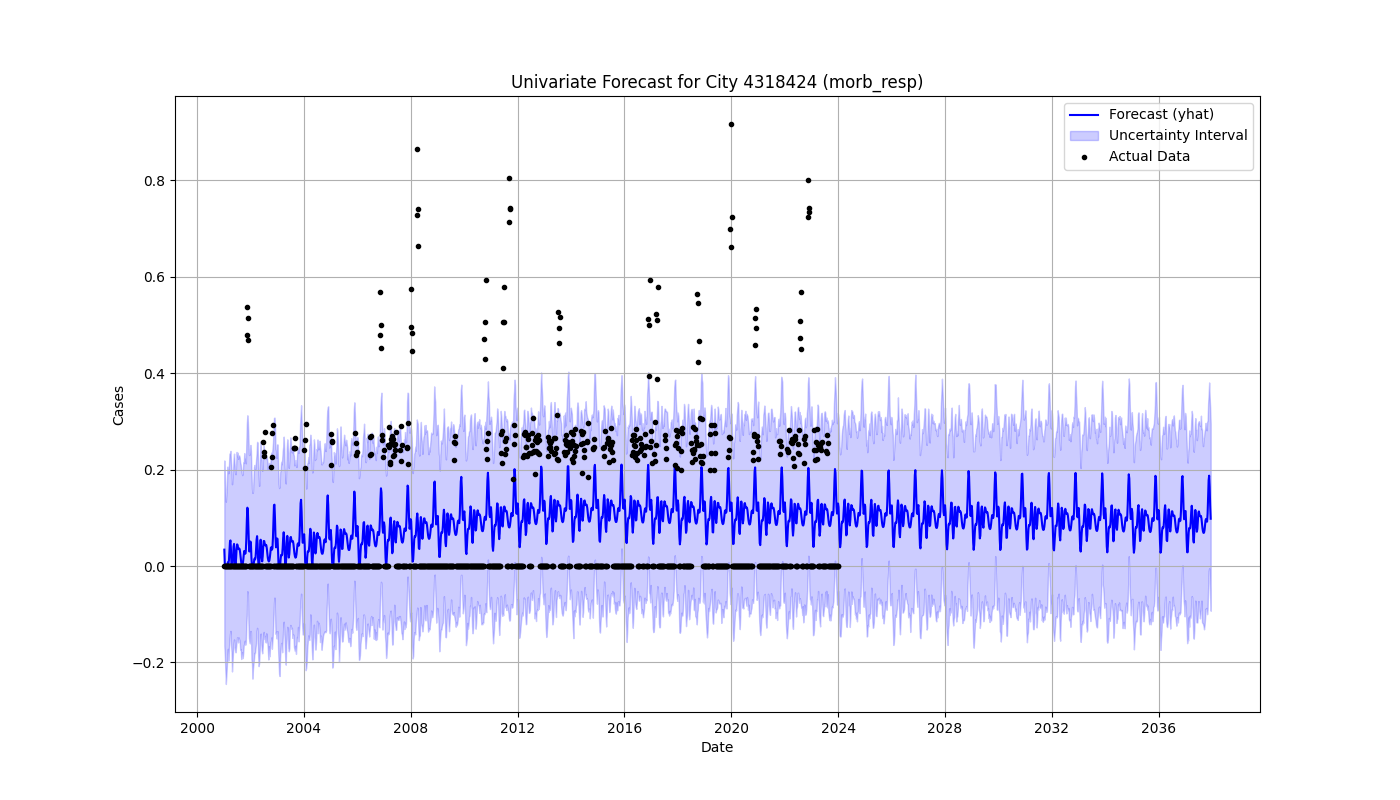 Univariate Forecast for City 4318424 (morb_resp)
Forecast (yhat)
Uncertainty Interval
Actual Data
Cases
0.8
0.6
0.4
0.2
0.0
−0.2
2000 2004 2008 2012 2016 2020 2024 2028 2032 2036
Date